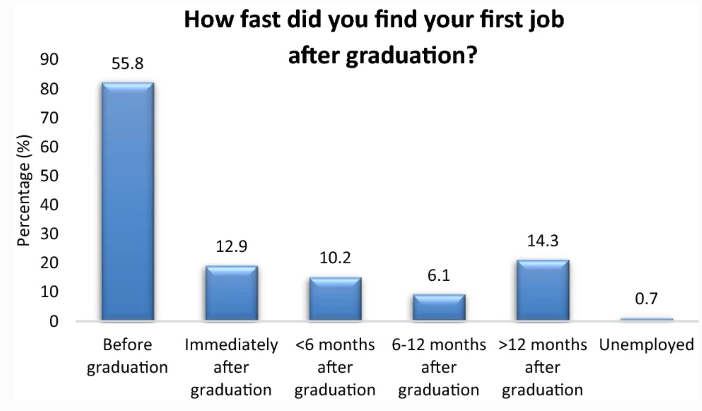 How fast did you find your first job
after graduation?
Percentage (%)
90
80
70
60
50
40
30
20
10
0
55.8
12.9
10.2
6.1
14.3
0.7
Before
graduation
Immediately
after
graduation
<6 months
after
graduation
6-12 months
after
graduation
>12 months
after
graduation
Unemployed